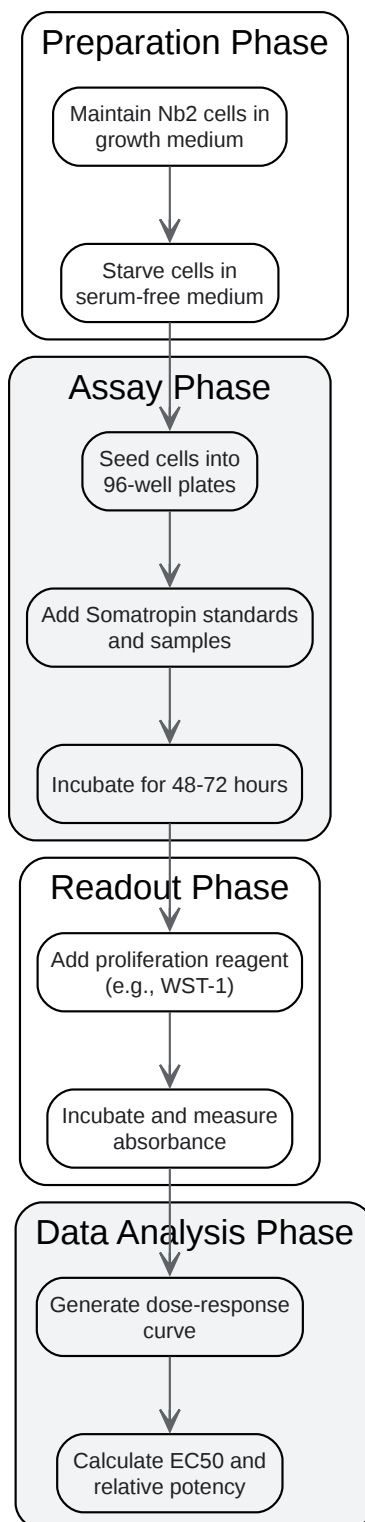 Preparation Phase
Maintain Nb2 cells in
growth medium
Starve cells in
serum-free medium
Assay Phase
Seed cells into
96-well plates
Add Somatropin standards
and samples
Incubate for 48-72 hours
Readout Phase
Add proliferation reagent
(e.g., WST-1)
Incubate and measure
absorbance
Data Analysis Phase
Generate dose-response
curve
Calculate EC50 and
relative potency